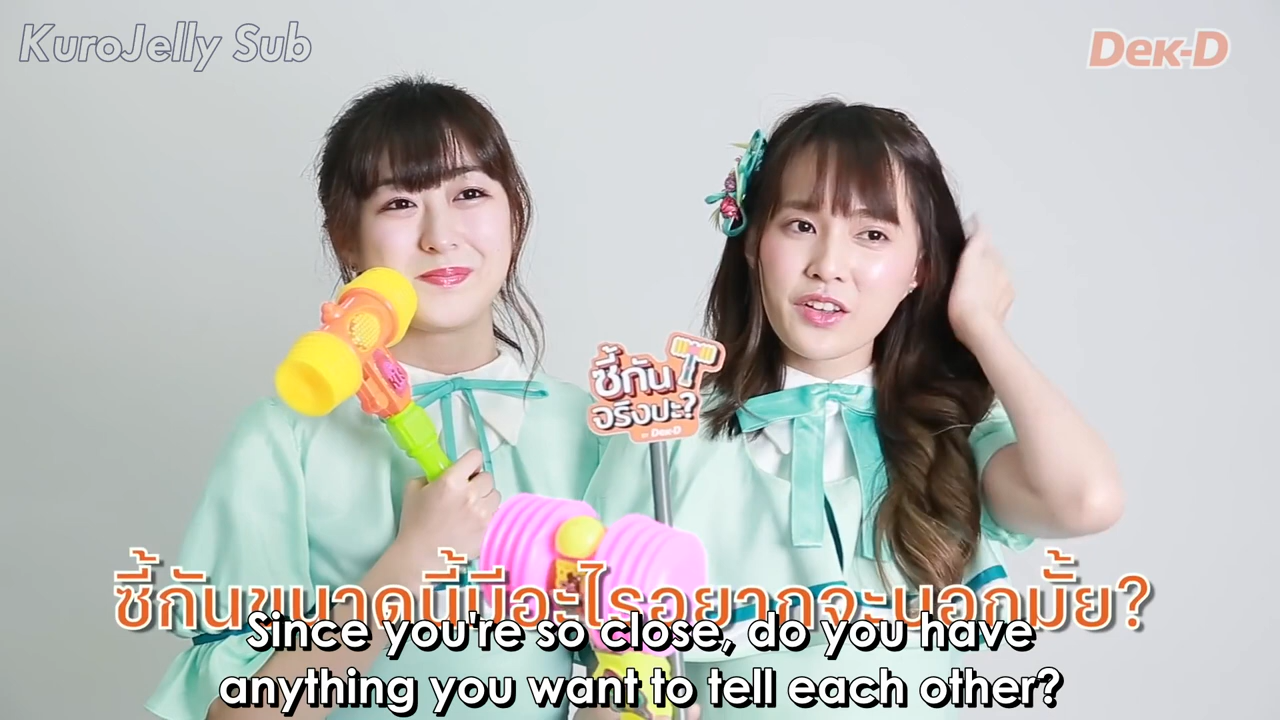 KuroJelly Sub
Dek-D
ซี้กัน
จริงปะ?
BY Dek-D
ซี้กันขนาดนี้มีอะไรอยากจะบอกมั้ย?
Since you're so close, do you have
anything you want to tell each other?